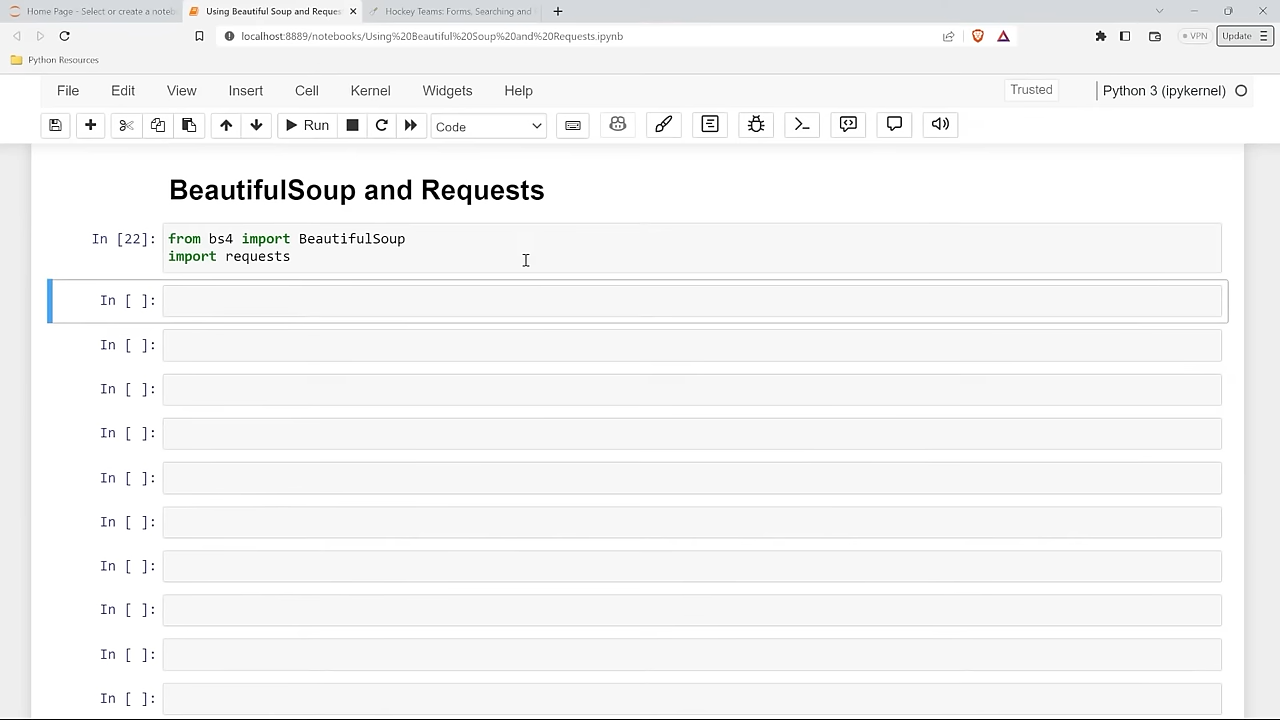 Home Page - Select or create a noteb
Using Beautiful Soup and Reques
Hockey Teams: Forms, Searching and
localhost:8889/notebooks/Using%20Beautiful%20Soup%20and%20Requests.ipynb
VPN
Update
Python Resources
File Edit View Insert Cell Kernel Widgets Help
Trusted
Python 3 (ipykernel)
Run
Code
BeautifulSoup and Requests
In [22]: from bs4 import BeautifulSoup
import requests
In [ ]:
In [ ]:
In [ ]:
In [ ]:
In [ ]:
In [ ]:
In [ ]:
In [ ]:
In [ ]:
In [ ]: